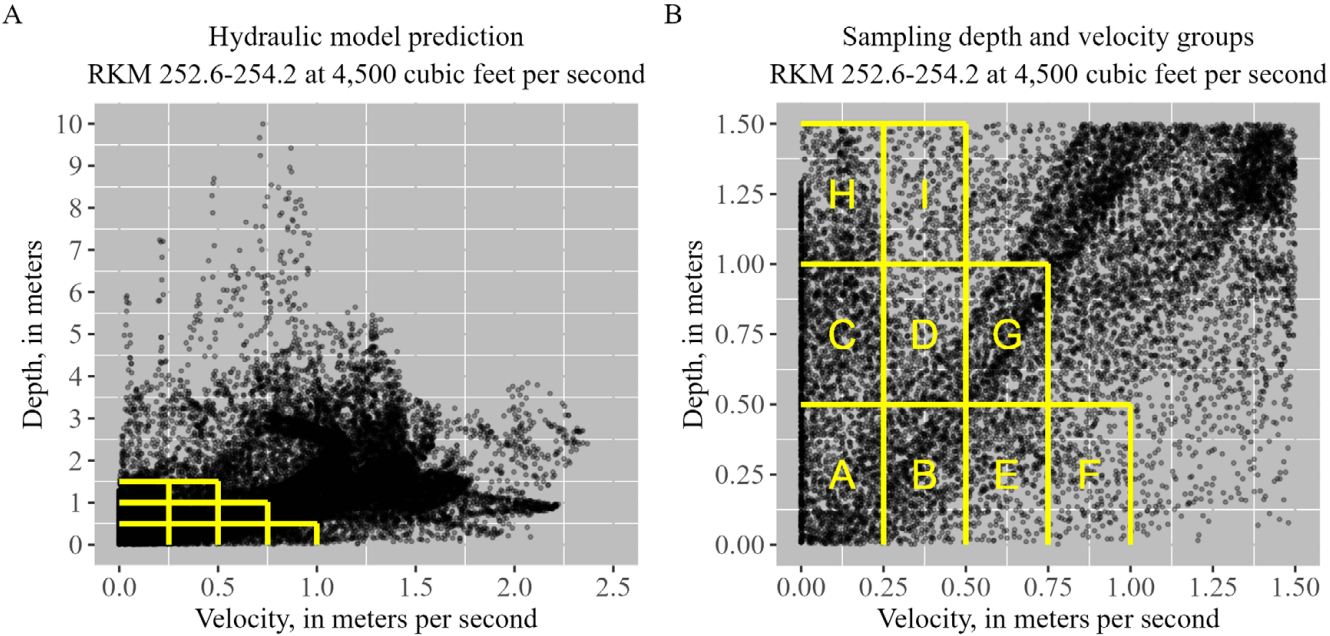 A
Hydraulic model prediction
RKM 252.6-254.2 at 4,500 cubic feet per second
10
9
8
7
6
5
4
3
2
1
0
Depth, in meters
0.0 0.5 1.0 1.5 2.0 2.5
Velocity, in meters per second
B
Sampling depth and velocity groups
RKM 252.6-254.2 at 4,500 cubic feet per second
1.50
1.25
1.00
0.75
0.50
0.25
0.00
Depth, in meters
H I
C D G
A B E F
0.00 0.25 0.50 0.75 1.00 1.25 1.50
Velocity, in meters per second